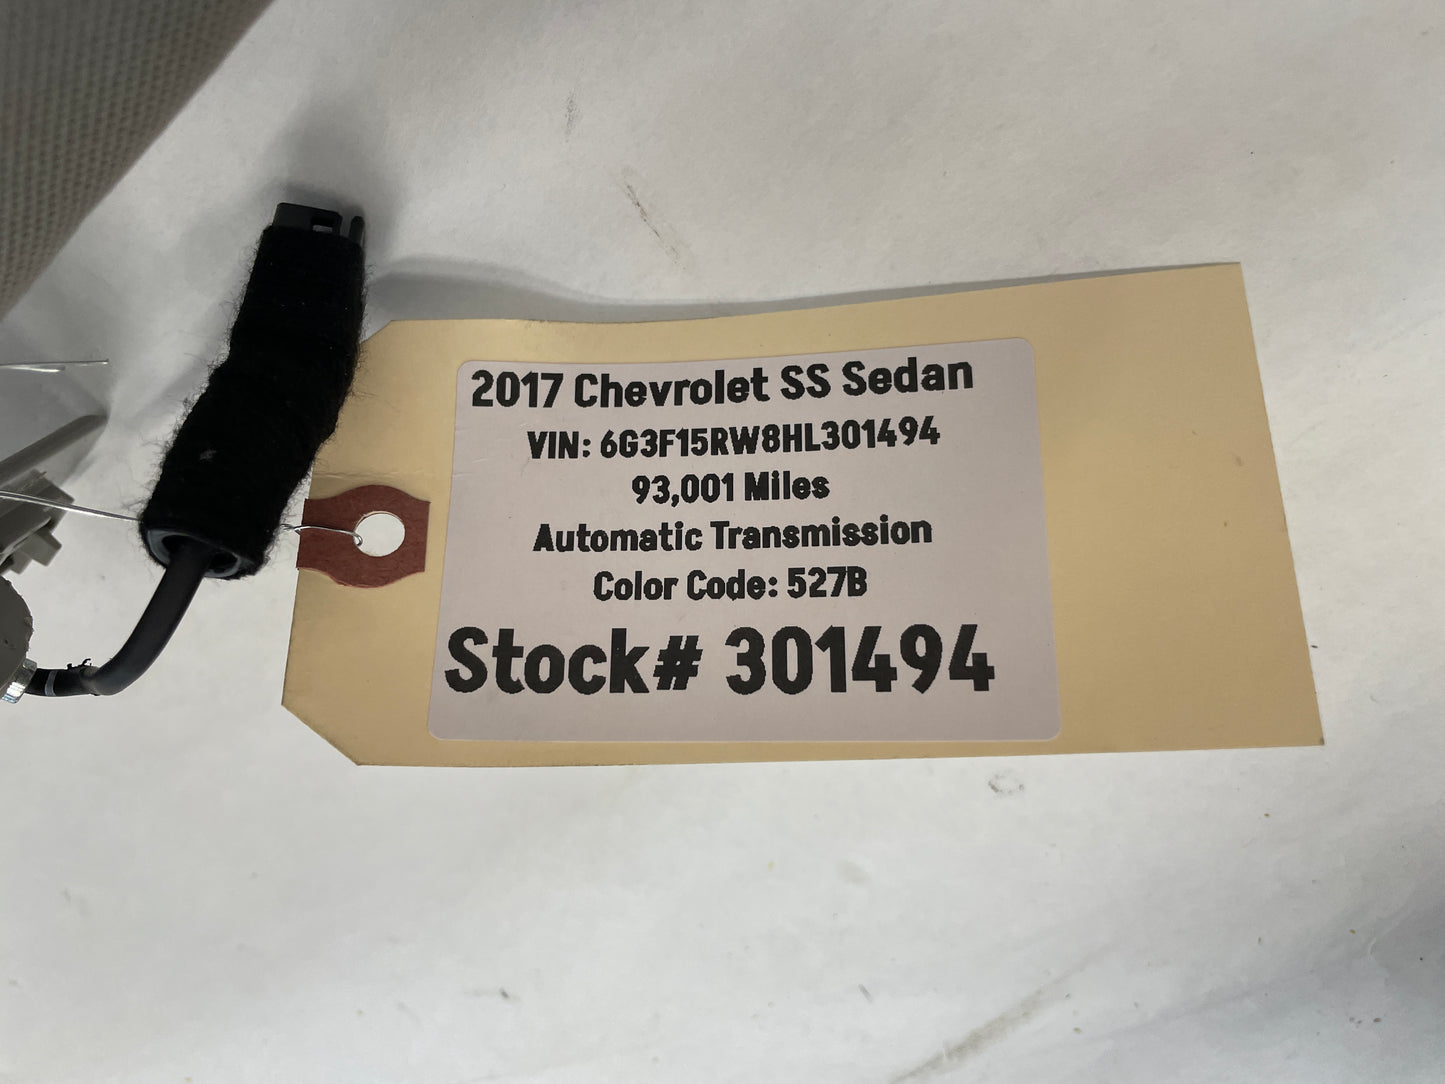 2017 Chevrolet SS Sedan
VIN: 6G3F15RW8HL301494
93,001 Miles
Automatic Transmission
Color Code: 527B
Stock# 301494